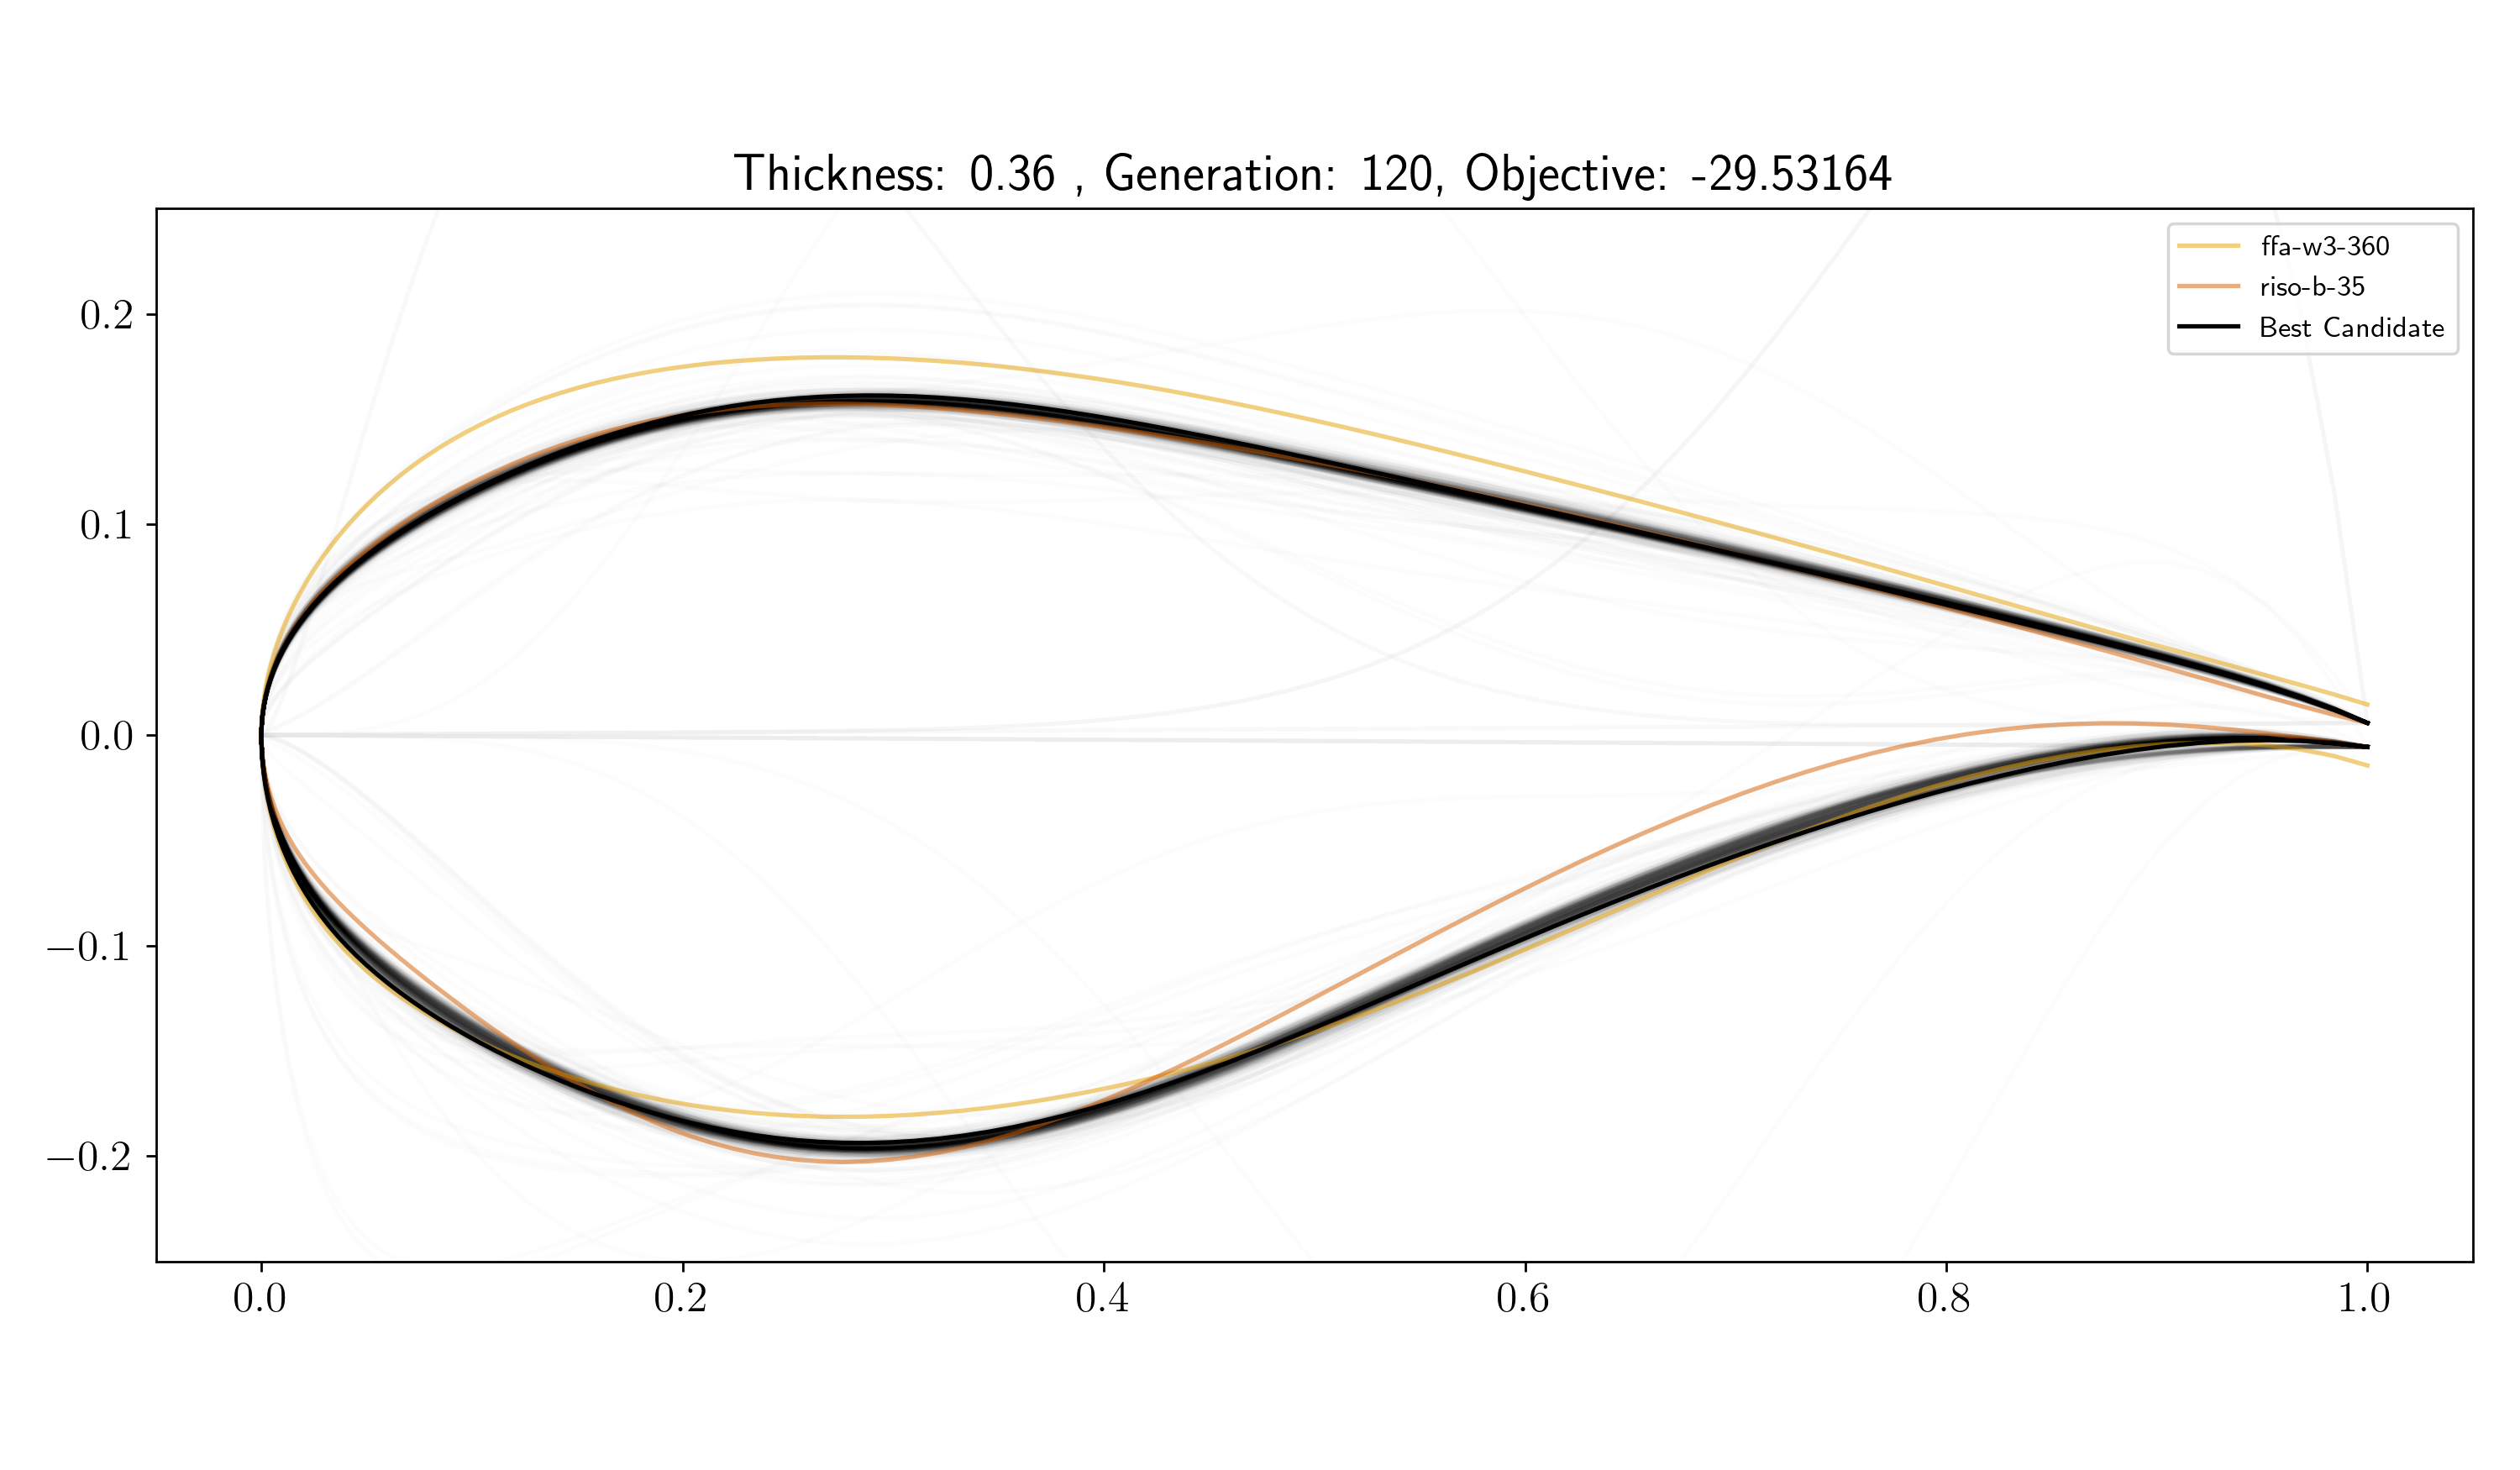 Thickness: 0.36 , Generation: 120, Objective: -29.53164
ffa-w3-360
riso-b-35
Best Candidate
0.2
0.1
0.0
−0.1
−0.2
0.0 0.2 0.4 0.6 0.8 1.0